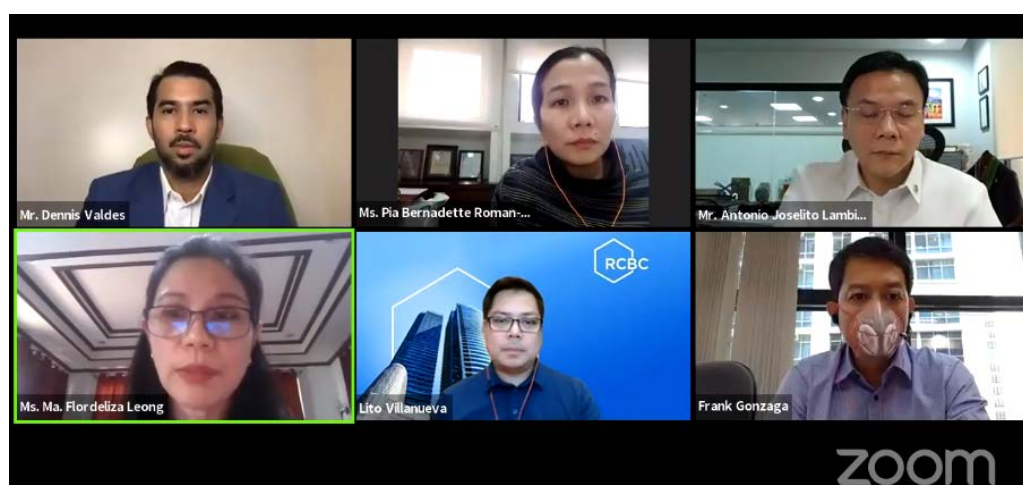 Mr. Dennis Valdes
Ms. Pia Bernadette Roman-...
Mr. Antonio Joselito Lambi...
RCBC
Ms. Ma. Flordeliza Leong
Lito Villanueva
Frank Gonzaga
zoom